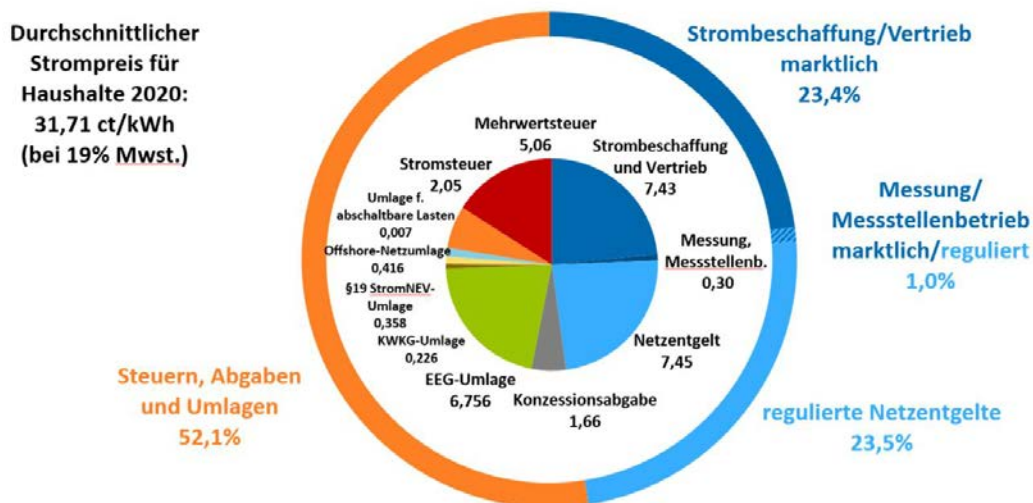 Durchschnittlicher
Strompreis für
Haushalte 2020:
31,71 ct/kWh
(bei 19% Mwst.)
Strombeschaffung/Vertrieb
marktlich
23,4%
Mehrwertsteuer
5,06
Strombeschaffung
und Vertrieb
7,43
Stromsteuer
2,05
Umlage f.
abschaltbare Lasten
0,007
Offshore-Netzumlage
0,416
§19 StromNEV-
Umlage
0,358
KWKG-Umlage
0,226
EEG-Umlage
6,756
Konzessionsabgabe
1,66
Netzentgelt
7,45
Messung,
Messstellenb.
0,30
Messung/
Messstellenbetrieb
marktlich/reguliert
1,0%
Steuern, Abgaben
und Umlagen
52,1%
regulierte Netzentgelte
23,5%